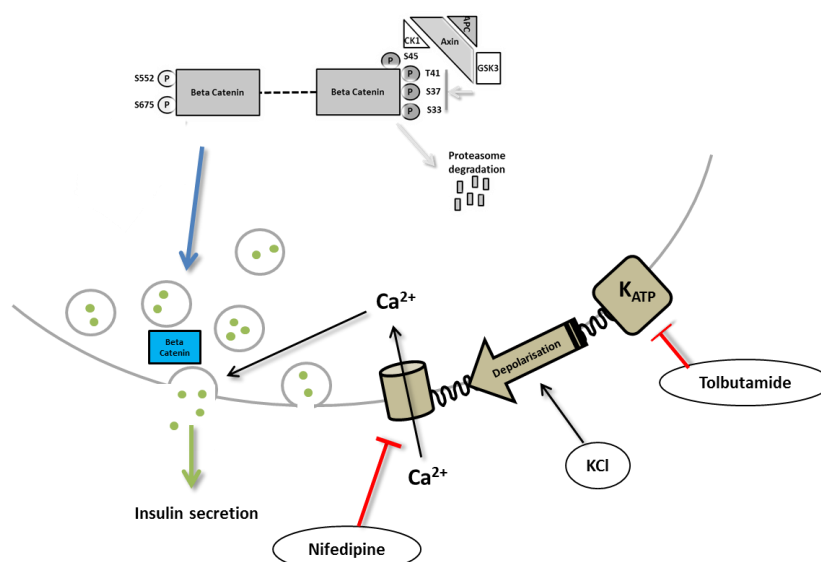 CK1
Axin
APC
GSK3
S45
T41
S37
S33
P
P
P
P
S552
P
S675
P
Beta Catenin
Beta Catenin
Proteasome
degradation
Ca2+
KATP
Depolarisation
Beta
Catenin
Tolbutamide
KCl
Ca2+
Insulin secretion
Nifedipine